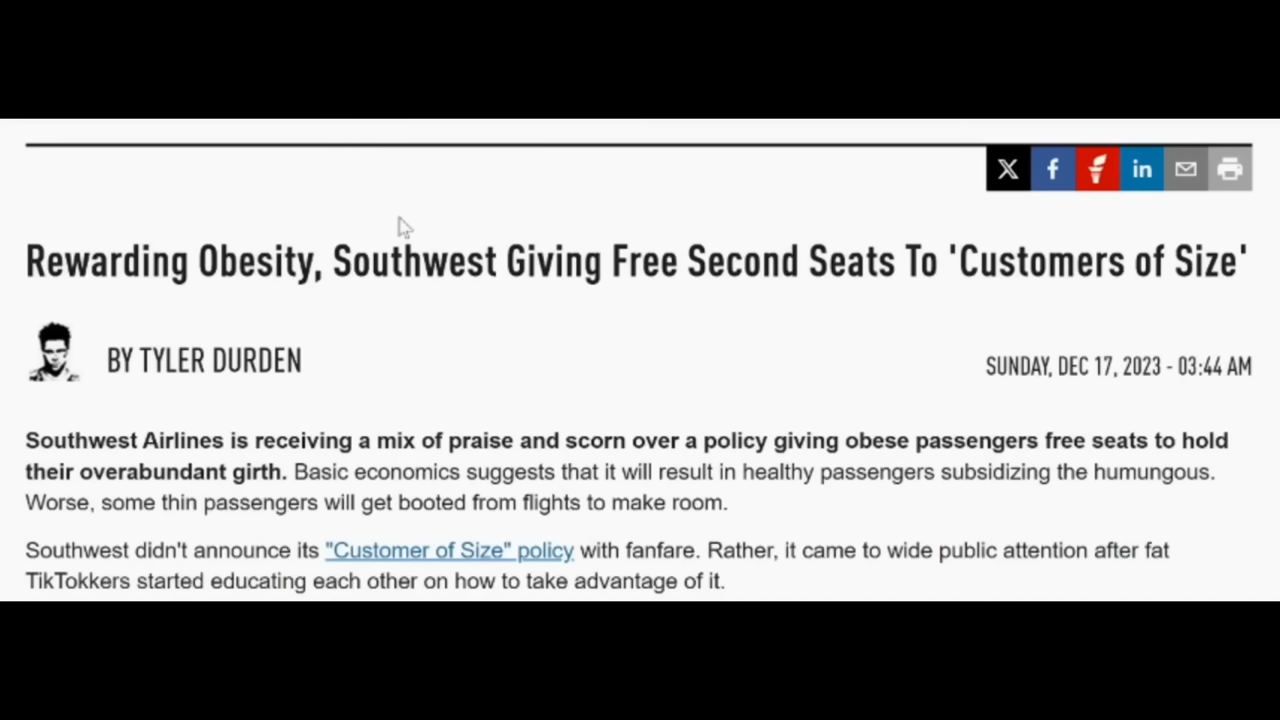 Rewarding Obesity, Southwest Giving Free Second Seats To 'Customers of Size'
BY TYLER DURDEN
SUNDAY, DEC 17, 2023 - 03:44 AM
Southwest Airlines is receiving a mix of praise and scorn over a policy giving obese passengers free seats to hold
their overabundant girth. Basic economics suggests that it will result in healthy passengers subsidizing the humungous.
Worse, some thin passengers will get booted from flights to make room.
Southwest didn't announce its "Customer of Size" policy with fanfare. Rather, it came to wide public attention after fat
TikTokkers started educating each other on how to take advantage of it.